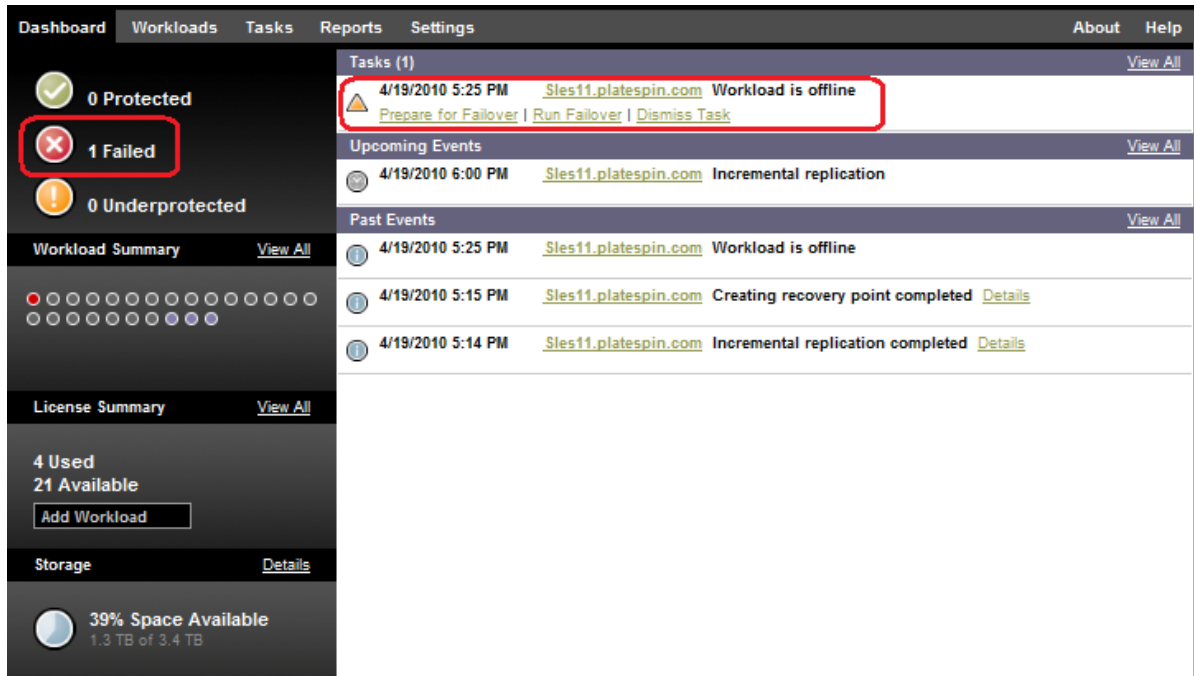 Dashboard Workloads Tasks Reports Settings About Help
0 Protected
1 Failed
0 Underprotected
Workload Summary View All
License Summary View All
4 Used
21 Available
Add Workload
Storage Details
39% Space Available
1.3 TB of 3.4 TB
Tasks (1) View All
4/19/2010 5:25 PM Sles11.platespin.com Workload is offline
Prepare for Failover | Run Failover | Dismiss Task
Upcoming Events View All
4/19/2010 6:00 PM Sles11.platespin.com Incremental replication
Past Events View All
4/19/2010 5:25 PM Sles11.platespin.com Workload is offline
4/19/2010 5:15 PM Sles11.platespin.com Creating recovery point completed Details
4/19/2010 5:14 PM Sles11.platespin.com Incremental replication completed Details